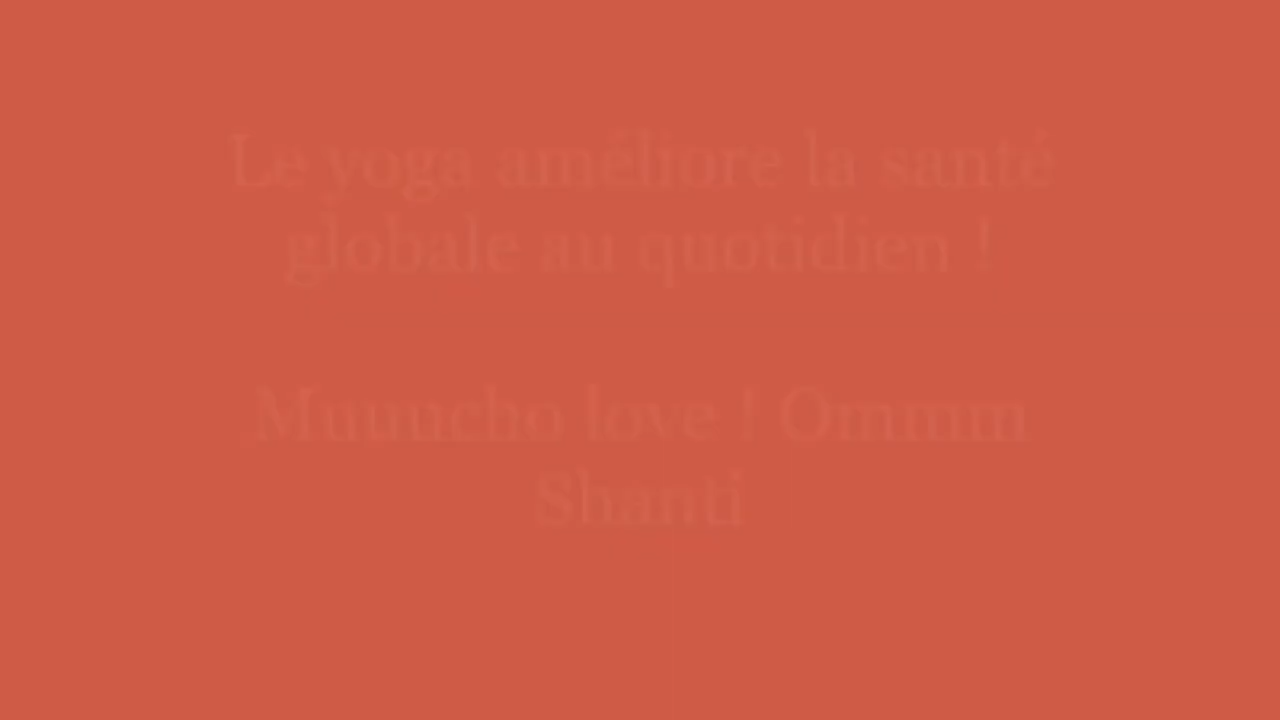 Le yoga améliore la santé
globale au quotidien !
Muuucho love ! Ommm
Shanti